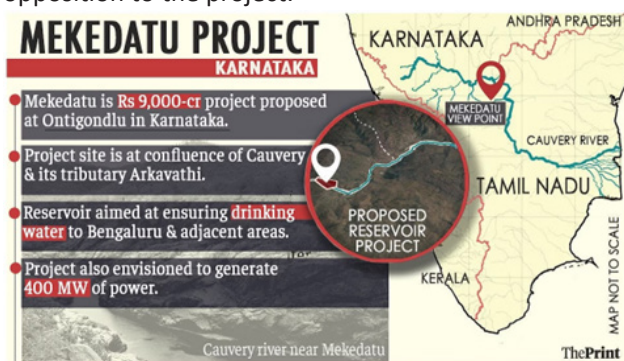 opposition to the project.
MEKEDATU PROJECT
KARNATAKA
Mekedatu is Rs 9,000-cr project proposed
at Ontigondlu in Karnataka.
Project site is at confluence of Cauvery
& its tributary Arkavathi.
Reservoir aimed at ensuring drinking
water to Bengaluru & adjacent areas.
Project also envisioned to generate
400 MW of power.
Cauvery river near Mekedatu
PROPOSED
RESERVOIR
PROJECT
ANDHRA PRADESH
KARNATAKA
MEKEDATU
VIEW POINT
CAUVERY RIVER
TAMIL NADU
KERALA
MAP NOT TO SCALE
ThePrint